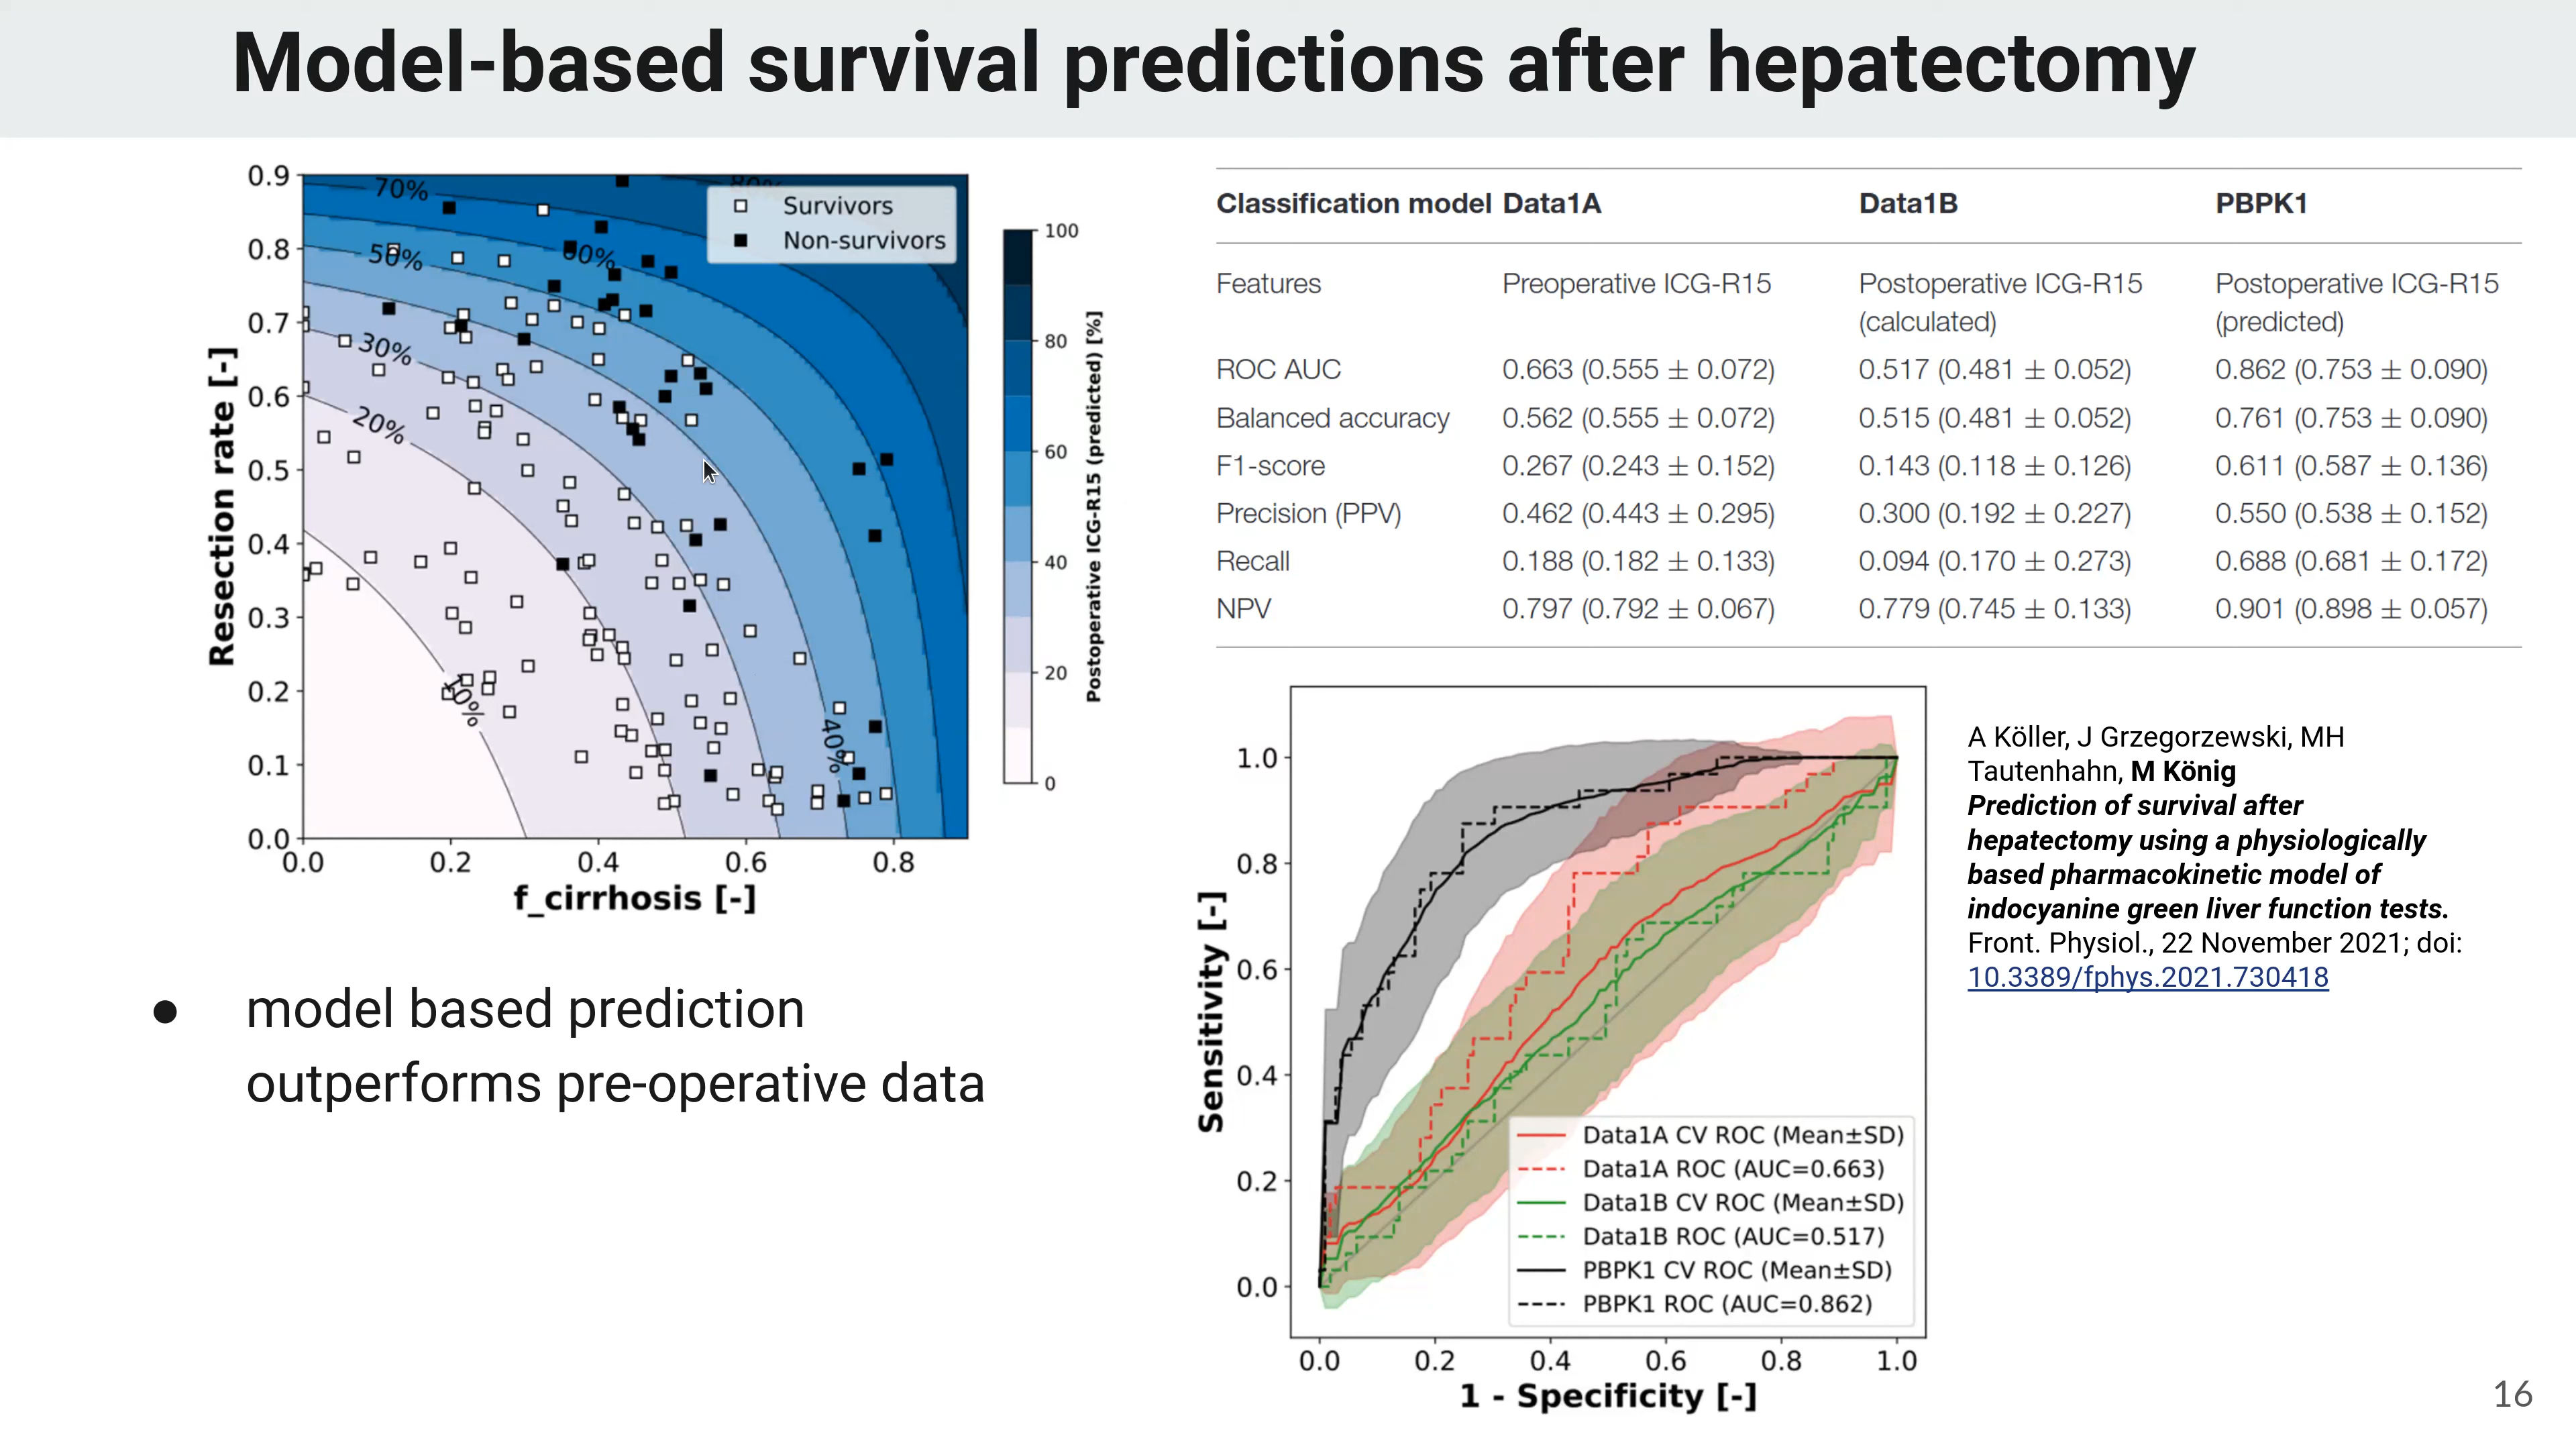 Model-based survival predictions after hepatectomy
0.9
0.8
0.7
0.6
0.5
0.4
0.3
0.2
0.1
0.0
Resection rate [-]
70%
80%
50%
60%
30%
20%
10%
40%
Survivors
Non-survivors
0.0 0.2 0.4 0.6 0.8
f_cirrhosis [-]
100
80
60
40
20
0
Postoperative ICG-R15 (predicted) [%]
Classification model Data1A Data1B PBPK1
Features Preoperative ICG-R15 Postoperative ICG-R15 Postoperative ICG-R15
(calculated) (predicted)
ROC AUC 0.663 (0.555 ± 0.072) 0.517 (0.481 ± 0.052) 0.862 (0.753 ± 0.090)
Balanced accuracy 0.562 (0.555 ± 0.072) 0.515 (0.481 ± 0.052) 0.761 (0.753 ± 0.090)
F1-score 0.267 (0.243 ± 0.152) 0.143 (0.118 ± 0.126) 0.611 (0.587 ± 0.136)
Precision (PPV) 0.462 (0.443 ± 0.295) 0.300 (0.192 ± 0.227) 0.550 (0.538 ± 0.152)
Recall 0.188 (0.182 ± 0.133) 0.094 (0.170 ± 0.273) 0.688 (0.681 ± 0.172)
NPV 0.797 (0.792 ± 0.067) 0.779 (0.745 ± 0.133) 0.901 (0.898 ± 0.057)
● model based prediction
outperforms pre-operative data
1.0
0.8
0.6
0.4
0.2
0.0
Sensitivity [-]
Data1A CV ROC (Mean±SD)
Data1A ROC (AUC=0.663)
Data1B CV ROC (Mean±SD)
Data1B ROC (AUC=0.517)
PBPK1 CV ROC (Mean±SD)
PBPK1 ROC (AUC=0.862)
0.0 0.2 0.4 0.6 0.8 1.0
1 - Specificity [-]
A Köller, J Grzegorzewski, MH
Tautenhahn, M König
Prediction of survival after
hepatectomy using a physiologically
based pharmacokinetic model of
indocyanine green liver function tests.
Front. Physiol., 22 November 2021; doi:
10.3389/fphys.2021.730418
16